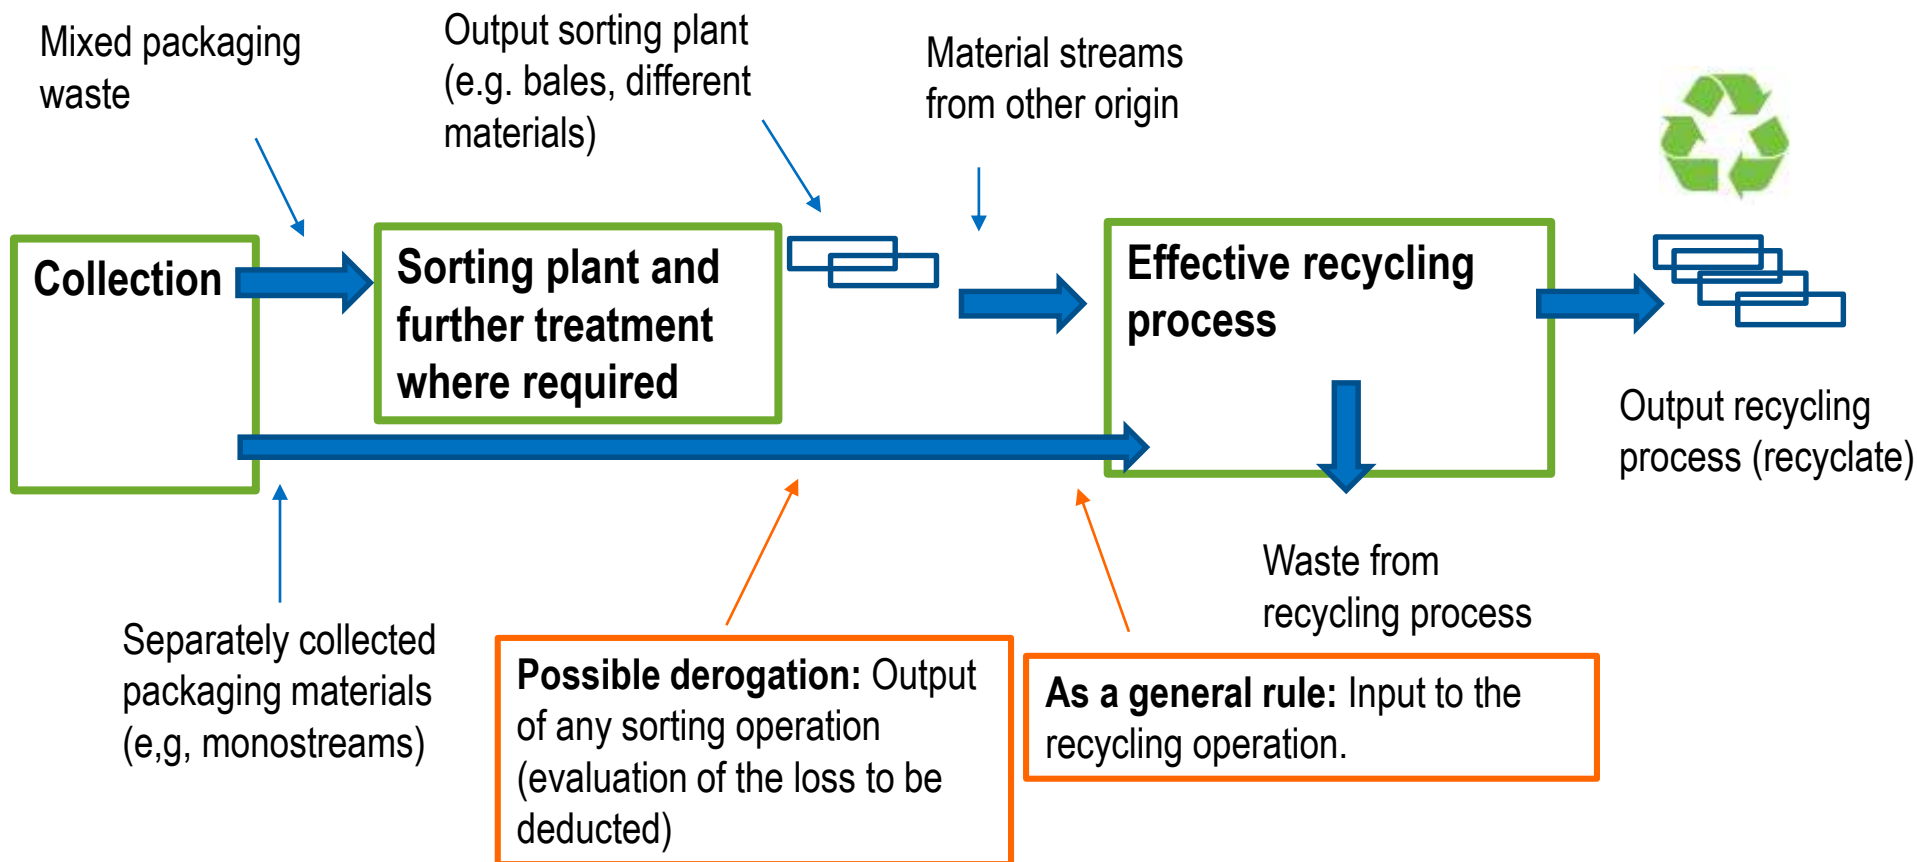 Mixed packaging
waste
Output sorting plant
(e.g. bales, different
materials)
Material streams
from other origin
Collection
Sorting plant and
further treatment
where required
Effective recycling
process
Output recycling
process (recyclate)
Separately collected
packaging materials
(e,g, monostreams)
Possible derogation: Output
of any sorting operation
(evaluation of the loss to be
deducted)
As a general rule: Input to the
recycling operation.
Waste from
recycling process